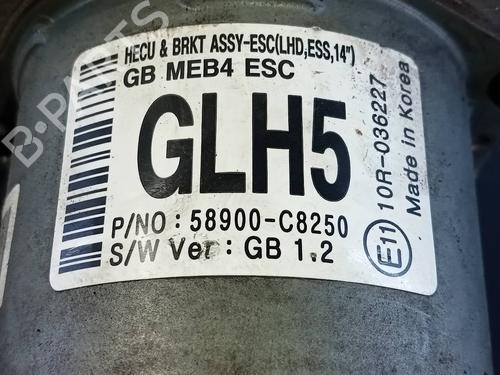 HECU & BRKT ASSY-ESC(LHD,ESS,14")
GB MEB4 ESC
GLH5
P/NO : 58900-C8250
S/W Ver : GB 1.2
E11
10R-036227
Made in Korea
B-PARTS